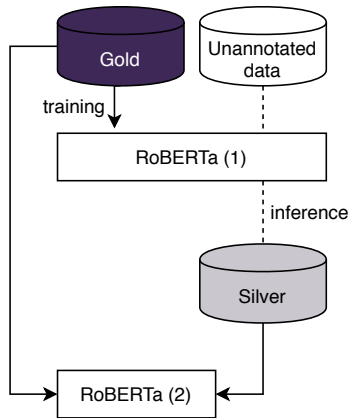 Gold
Unannotated
data
training
RoBERTa (1)
inference
Silver
RoBERTa (2)